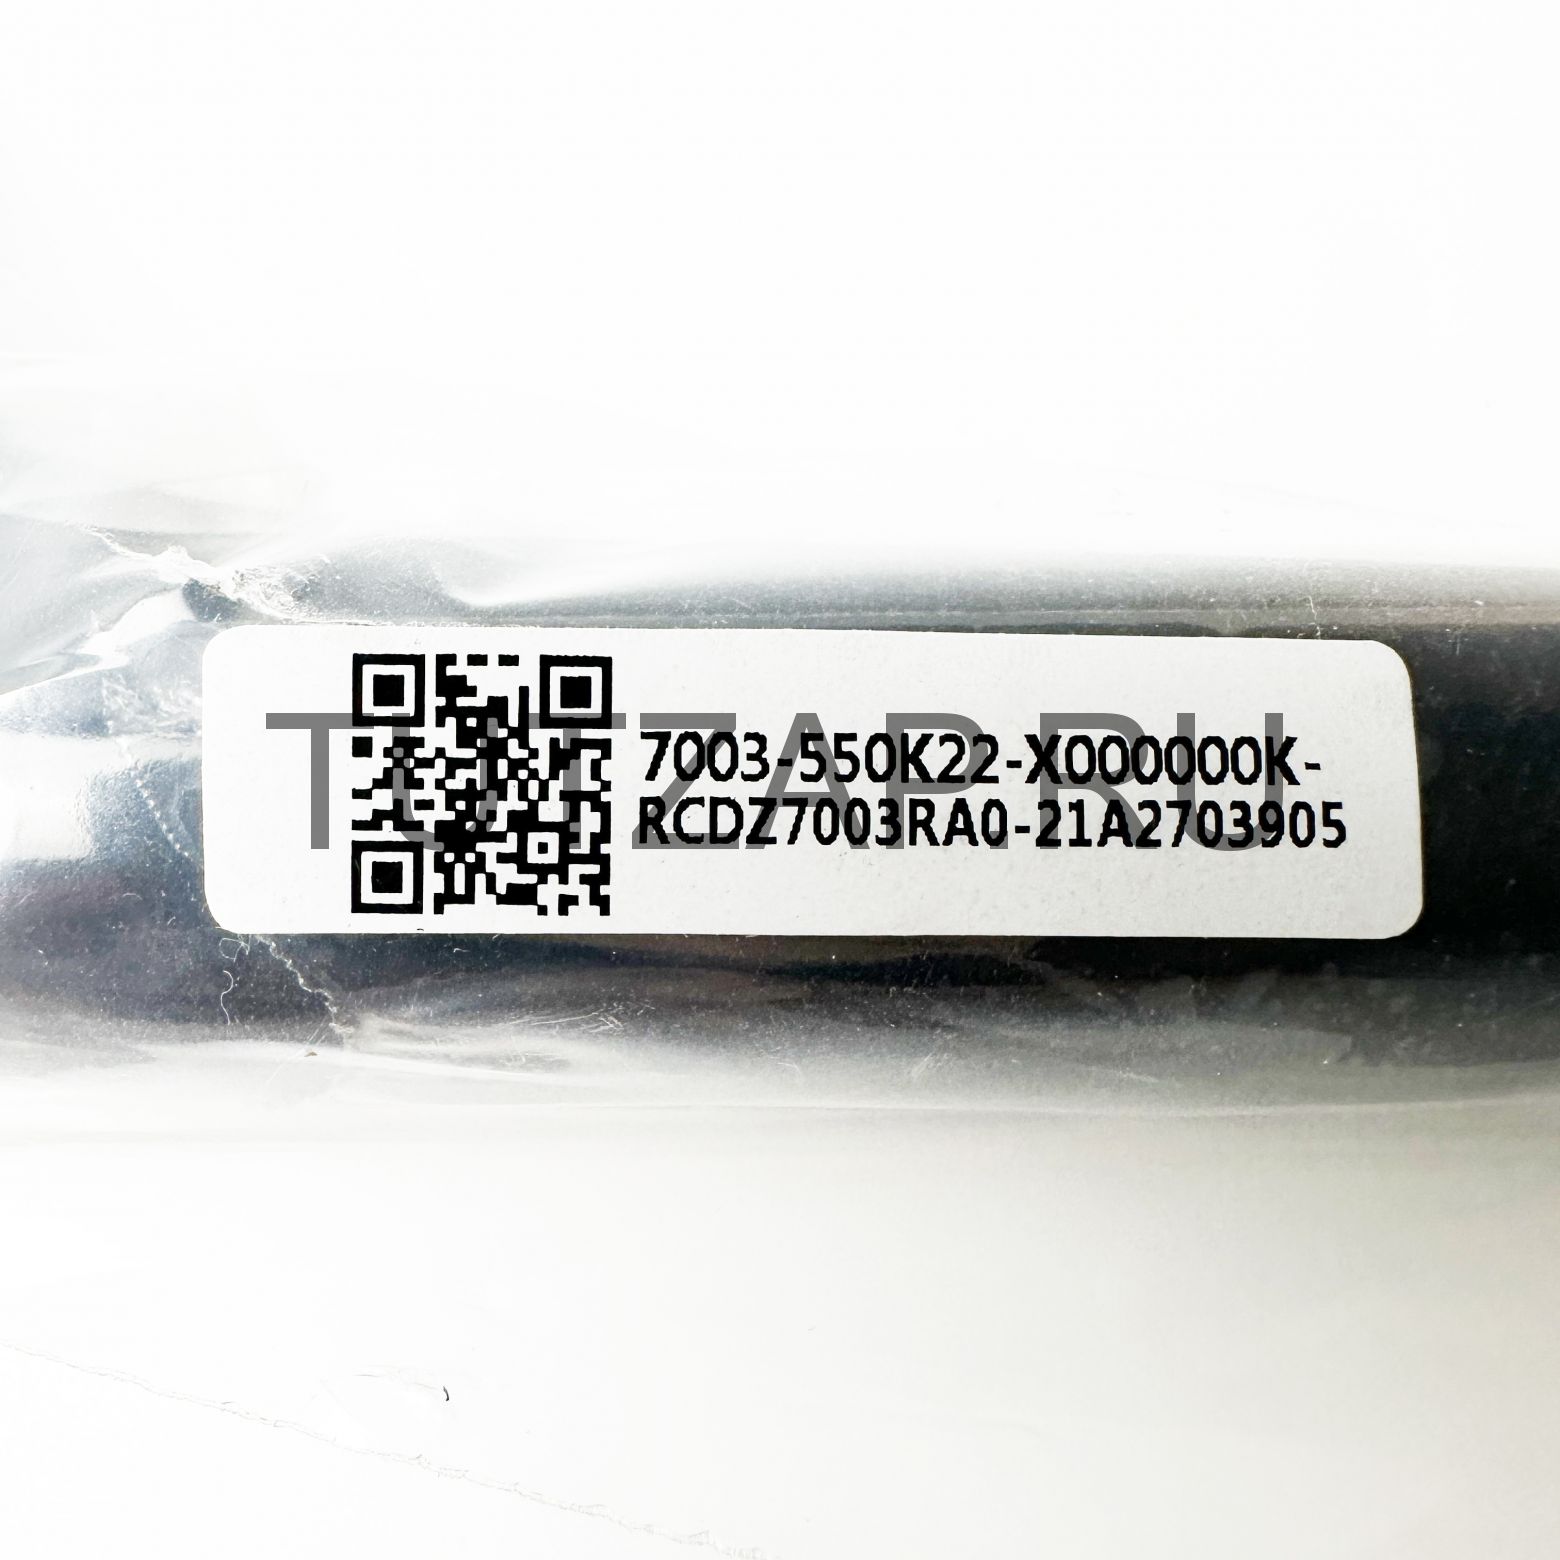 7003-550K22-X000000K-
RCDZ7003RA0-21A2703905
TUTZAP.RU